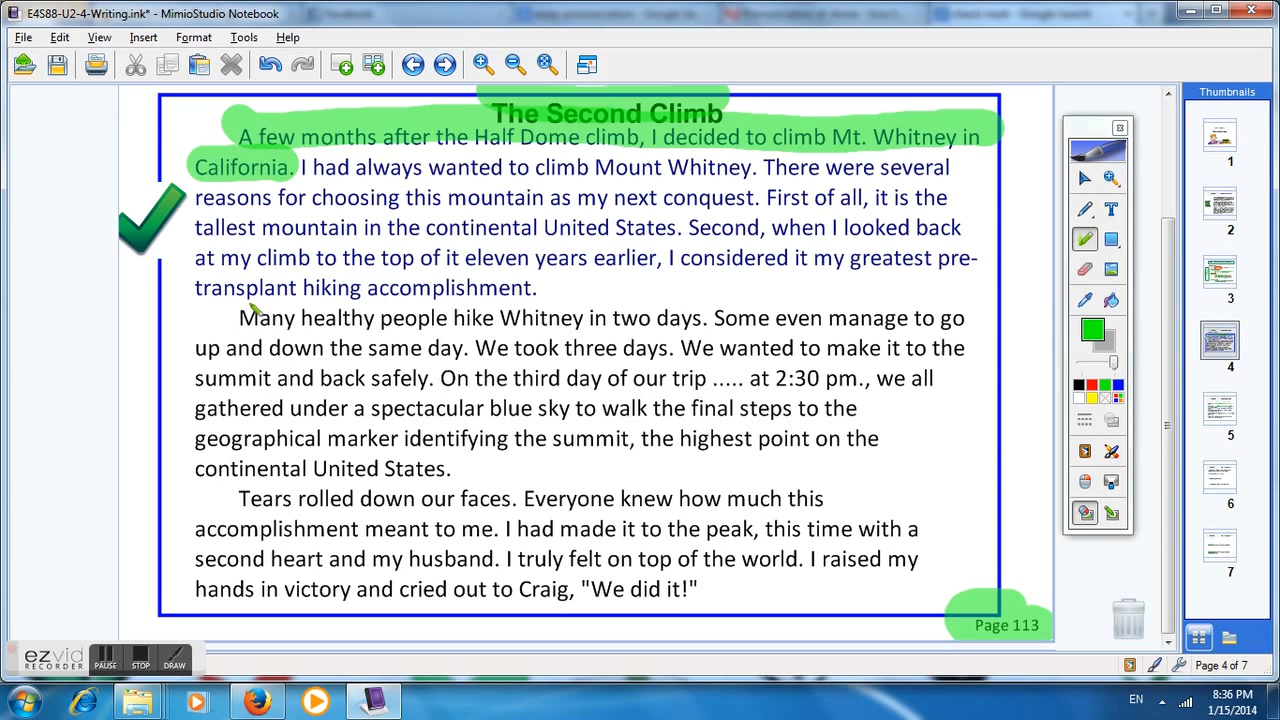 E4S88-U2-4-Writing.ink* - MimioStudio Notebook
File Edit View Insert Format Tools Help
The Second Climb
A few months after the Half Dome climb, I decided to climb Mt. Whitney in
California. I had always wanted to climb Mount Whitney. There were several
reasons for choosing this mountain as my next conquest. First of all, it is the
tallest mountain in the continental United States. Second, when I looked back
at my climb to the top of it eleven years earlier, I considered it my greatest pre-
transplant hiking accomplishment.
Many healthy people hike Whitney in two days. Some even manage to go
up and down the same day. We took three days. We wanted to make it to the
summit and back safely. On the third day of our trip ..... at 2:30 pm., we all
gathered under a spectacular blue sky to walk the final steps to the
geographical marker identifying the summit, the highest point on the
continental United States.
Tears rolled down our faces. Everyone knew how much this
accomplishment meant to me. I had made it to the peak, this time with a
second heart and my husband. I truly felt on top of the world. I raised my
hands in victory and cried out to Craig, "We did it!"
Page 113
Thumbnails
1
2
3
4
5
6
7
ezvid
RECORDER
PAUSE STOP DRAW
Page 4 of 7
EN
8:36 PM
1/15/2014